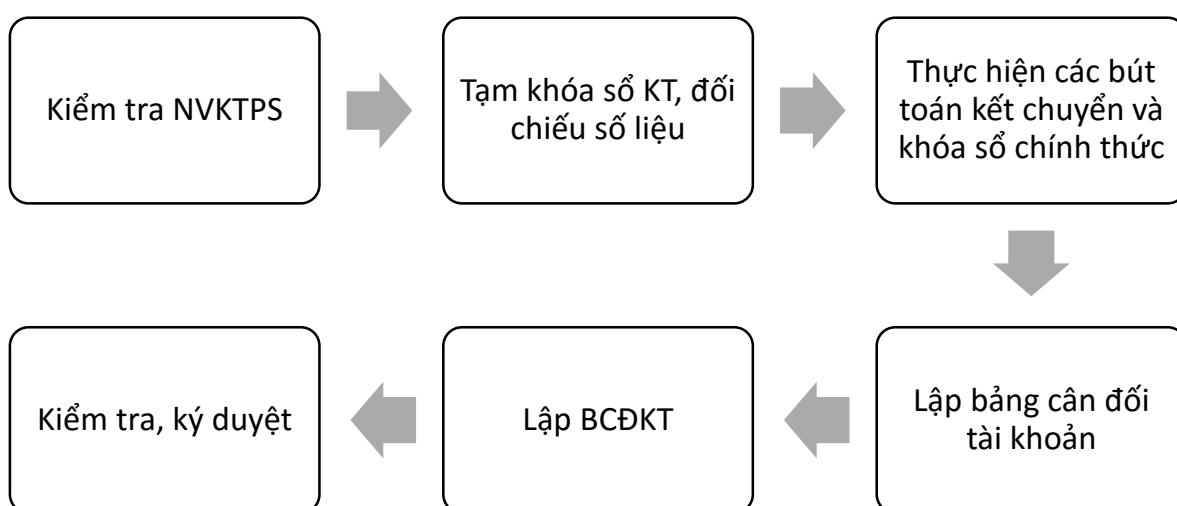 Kiểm tra NVKTPS
Tạm khóa sổ KT, đối
chiếu số liệu
Thực hiện các bút
toán kết chuyển và
khóa sổ chính thức
Kiểm tra, ký duyệt
Lập BCĐKT
Lập bảng cân đối
tài khoản